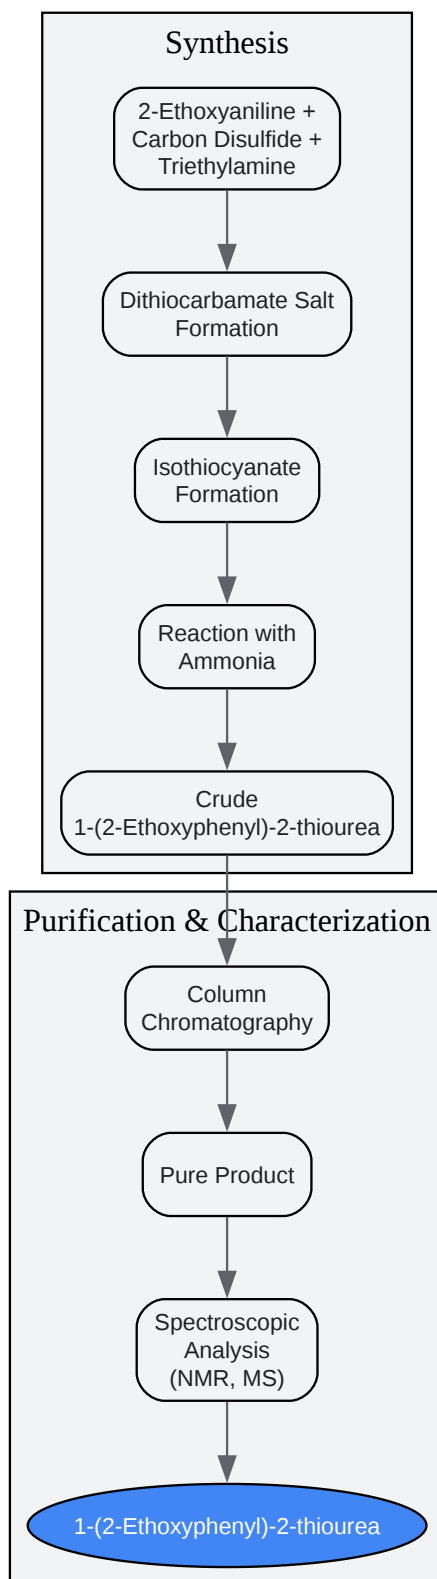 Synthesis
2-Ethoxyaniline +
Carbon Disulfide +
Triethylamine
Dithiocarbamate Salt
Formation
Isothiocyanate
Formation
Reaction with
Ammonia
Crude
1-(2-Ethoxyphenyl)-2-thiourea
Purification & Characterization
Column
Chromatography
Pure Product
Spectroscopic
Analysis
(NMR, MS)
1-(2-Ethoxyphenyl)-2-thiourea